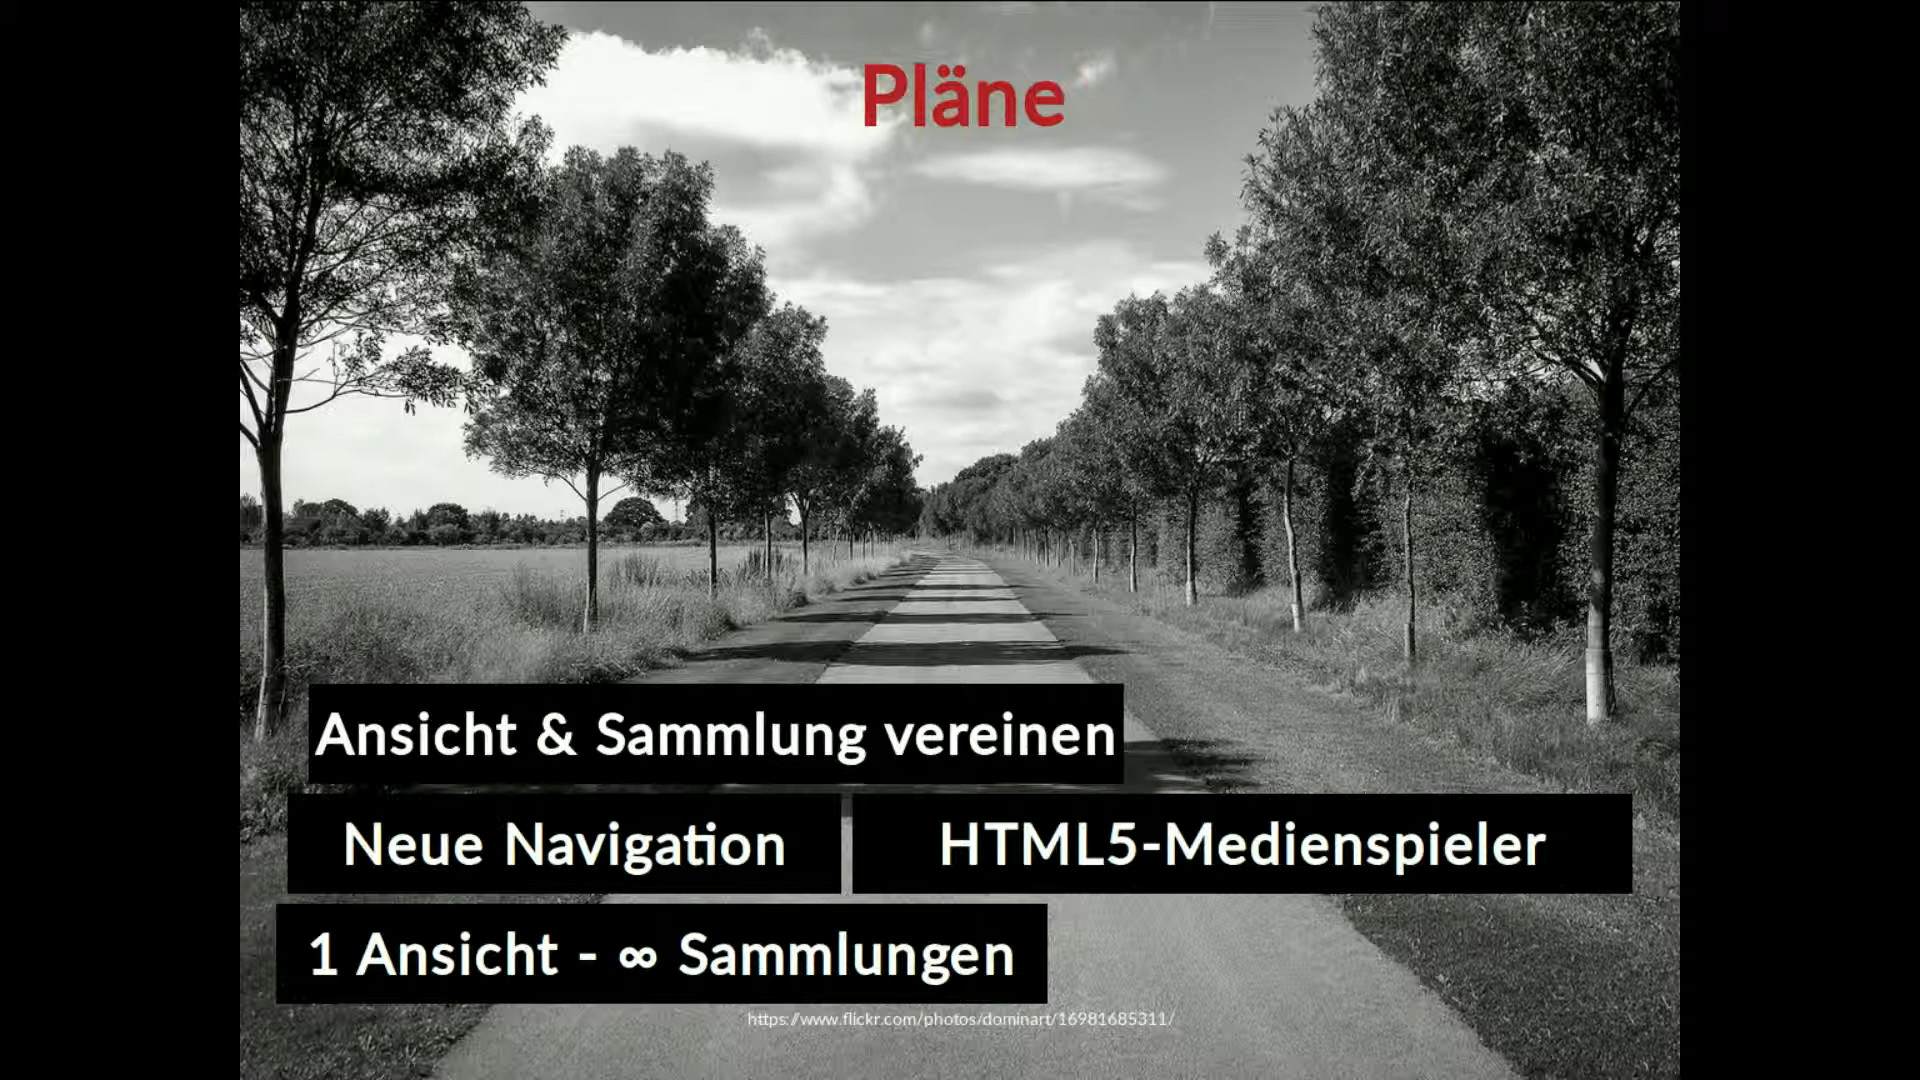 Pläne
Ansicht & Sammlung vereinen
Neue Navigation
HTML5-Medienspieler
1 Ansicht - ∞ Sammlungen
https://www.flickr.com/photos/dominart/16981685311/